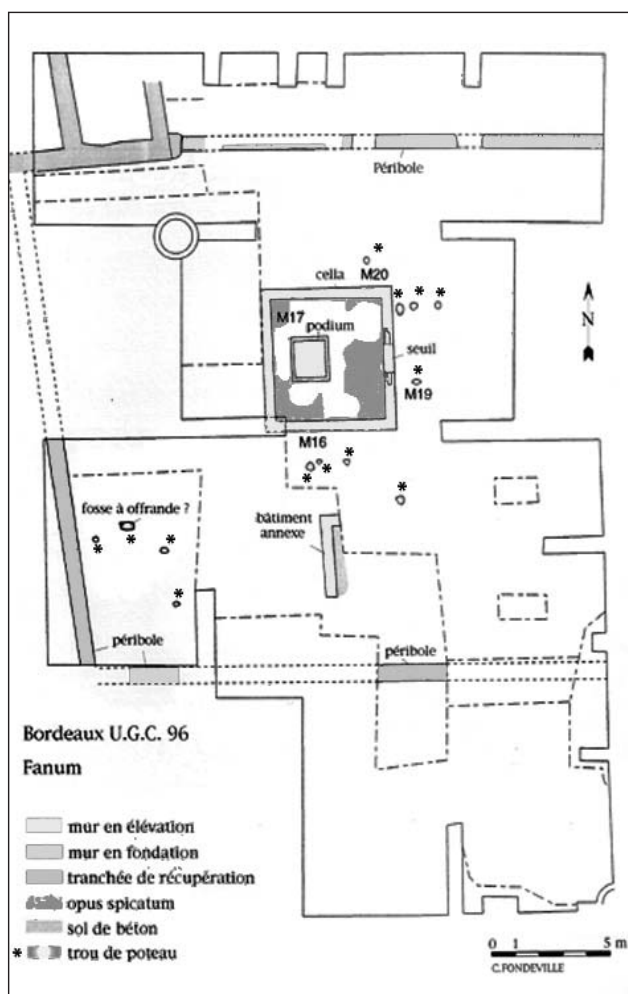 Péribole
*
M20
cella
* * *
M17
podium
seuil
*
M19
N
M16
* * *
*
fosse à offrande ?
* * *
*
bâtiment
annexe
péribole
péribole
Bordeaux U.G.C. 96
Fanum
mur en élévation
mur en fondation
tranchée de récupération
opus spicatum
sol de béton
* trou de poteau
0 1 5 m
C.FONDEVILLE